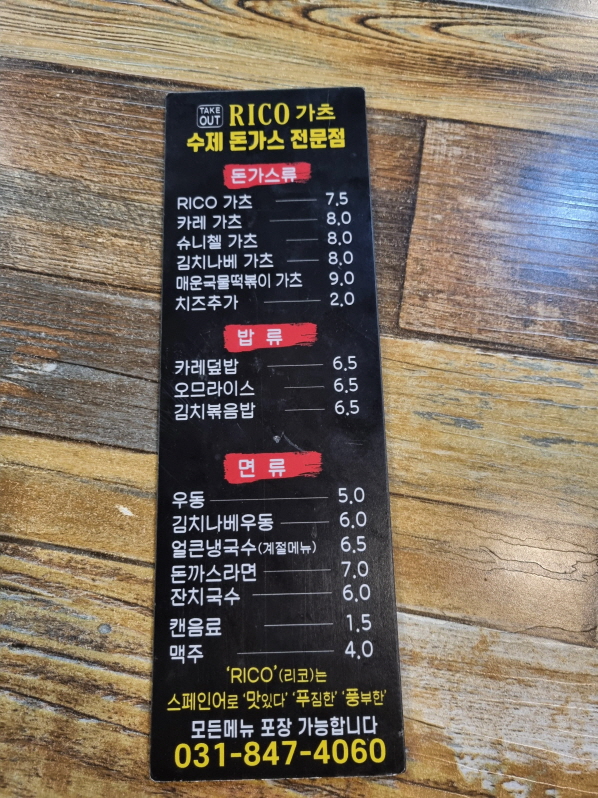 TAKE OUT RICO 가츠
수제 돈가스 전문점
돈가스류
RICO 가츠 7.5
카레 가츠 8.0
슈니첼 가츠 8.0
김치나베 가츠 8.0
매운국물떡볶이 가츠 9.0
치즈추가 2.0
밥 류
카레덮밥 6.5
오므라이스 6.5
김치볶음밥 6.5
면 류
우동 5.0
김치나베우동 6.0
얼큰냉국수(계절메뉴) 6.5
돈까스라면 7.0
잔치국수 6.0
캔음료 1.5
맥주 4.0
'RICO'(리코)는
스페인어로 '맛있다' '푸짐한' '풍부한'
모든메뉴 포장 가능합니다
031-847-4060